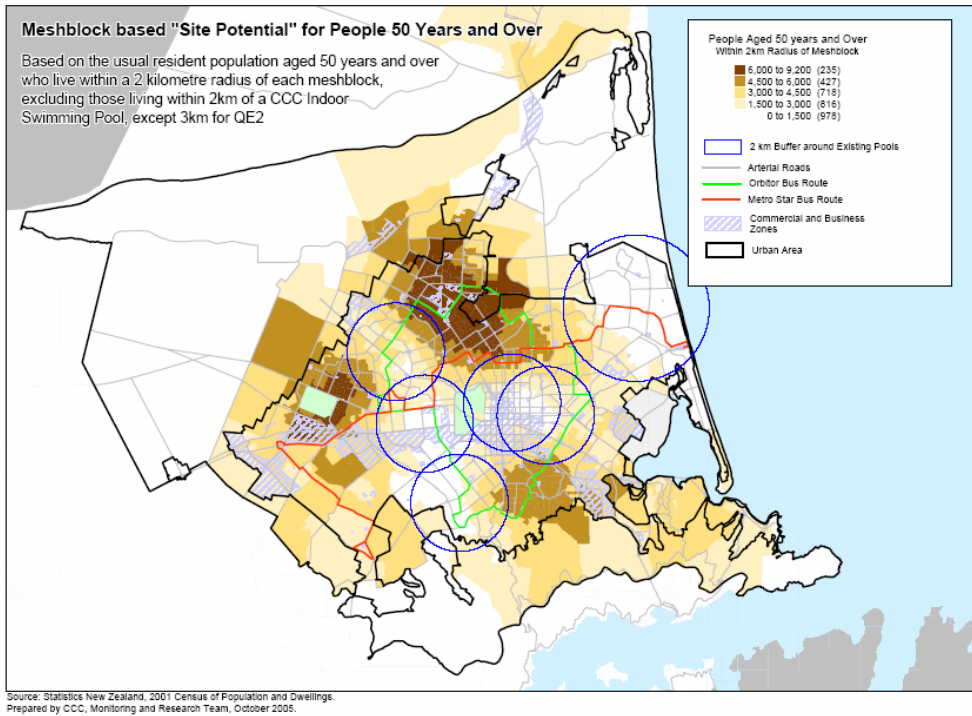 Meshblock based "Site Potential" for People 50 Years and Over
Based on the usual resident population aged 50 years and over
who live within a 2 kilometre radius of each meshblock,
excluding those living within 2km of a CCC Indoor
Swimming Pool, except 3km for QE2
People Aged 50 years and Over
Within 2km Radius of Meshblock
6,000 to 9,200 (235)
4,500 to 6,000 (427)
3,000 to 4,500 (718)
1,500 to 3,000 (816)
0 to 1,500 (978)
2 km Buffer around Existing Pools
Arterial Roads
Orbitor Bus Route
Metro Star Bus Route
Commercial and Business
Zones
Urban Area
Source: Statistics New Zealand, 2001 Census of Population and Dwellings.
Prepared by CCC, Monitoring and Research Team, October 2005.